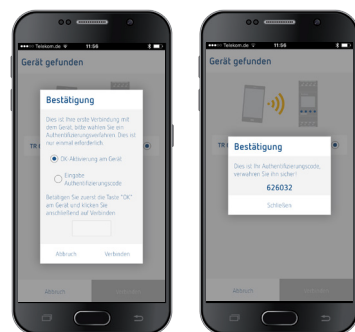 Telekom.de 11:56
Gerät gefunden
Bestätigung
Dies ist Ihre erste Verbindung mit
dem Gerät, bitte wählen Sie ein
Authentifizierungsverfahren. Dies ist
nur einmal erforderlich.
OK-Aktivierung am Gerät
Eingabe
Authentifizierungscode
Betätigen Sie zuerst die Taste "OK"
am Gerät und klicken Sie
anschließend auf Verbinden
Abbruch Verbinden
Abbruch Verbinden
Telekom.de 11:56
Gerät gefunden
TR
Bestätigung
Dies ist Ihr Authentifizierungscode,
verwahren Sie ihn sicher!
626032
Schließen
Abbruch Verbinden